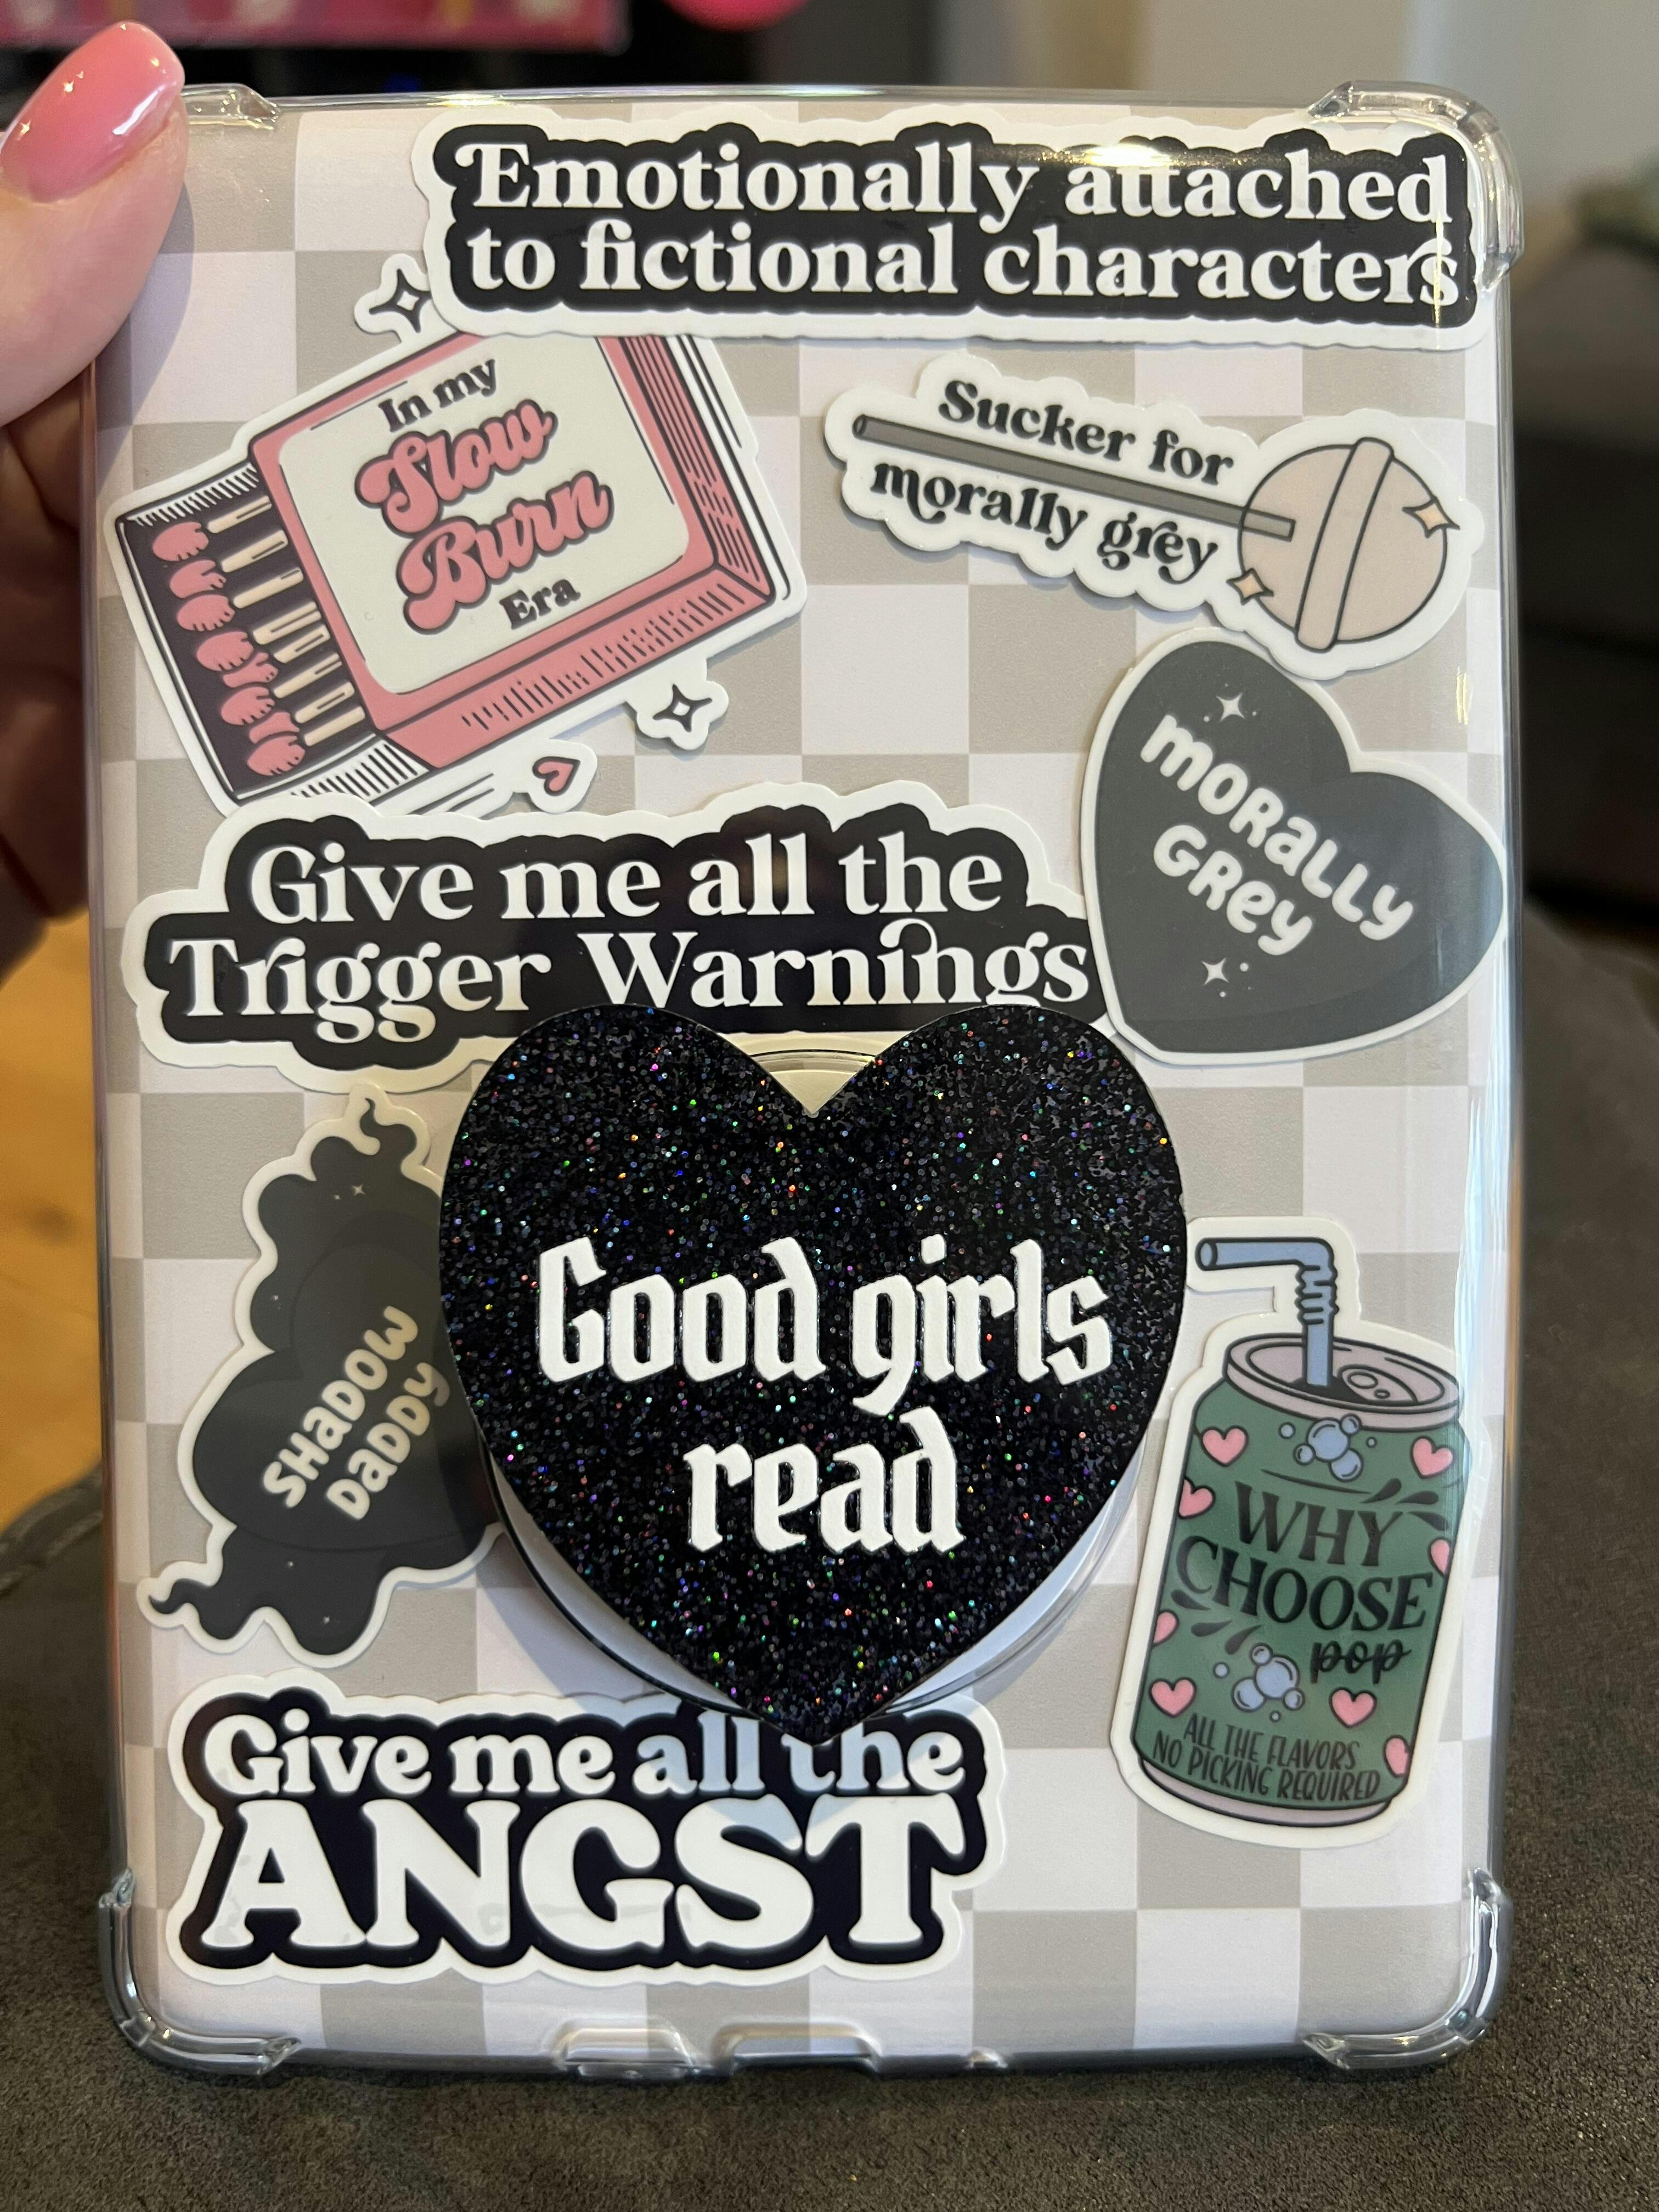 Emotionally attached
to fictional characters
In my
Slow
Burn
Era
Sucker for
morally grey
MORALLY
GREY
Give me all the
Trigger Warnings
SHADOW
DADDY
Good girls
read
WHY
CHOOSE
pop
ALL THE FLAVORS
NO PICKING REQUIRED
Give me all the
ANGST